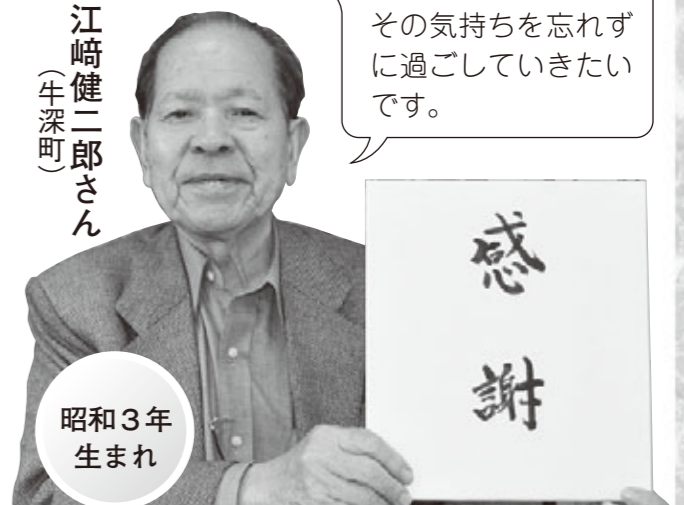 その気持ちを忘れず
に過ごしていきたい
です。
江﨑健二郎さん
（牛深町）
感謝
昭和３年
生まれ